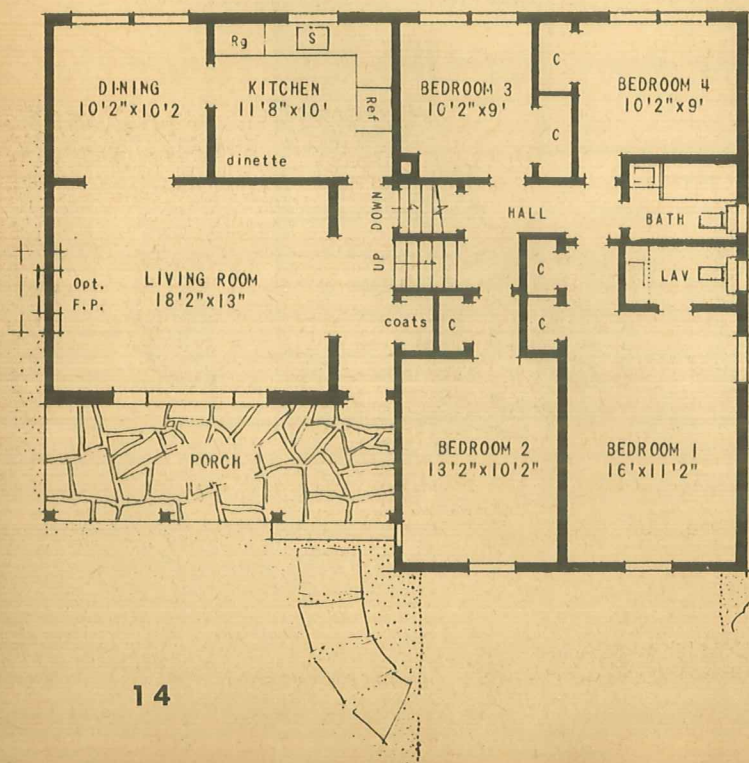 Rg
S
DINING
10'2"x10'2
KITCHEN
11'8"x10'
Ref
dinette
BEDROOM 3
10'2"x9'
C
C
BEDROOM 4
10'2"x9'
DOWN
UP
HALL
BATH
LAV
Opt.
F.P.
LIVING ROOM
18'2"x13"
coats
C
C
C
PORCH
BEDROOM 2
13'2"x10'2"
BEDROOM 1
16'x11'2"
14